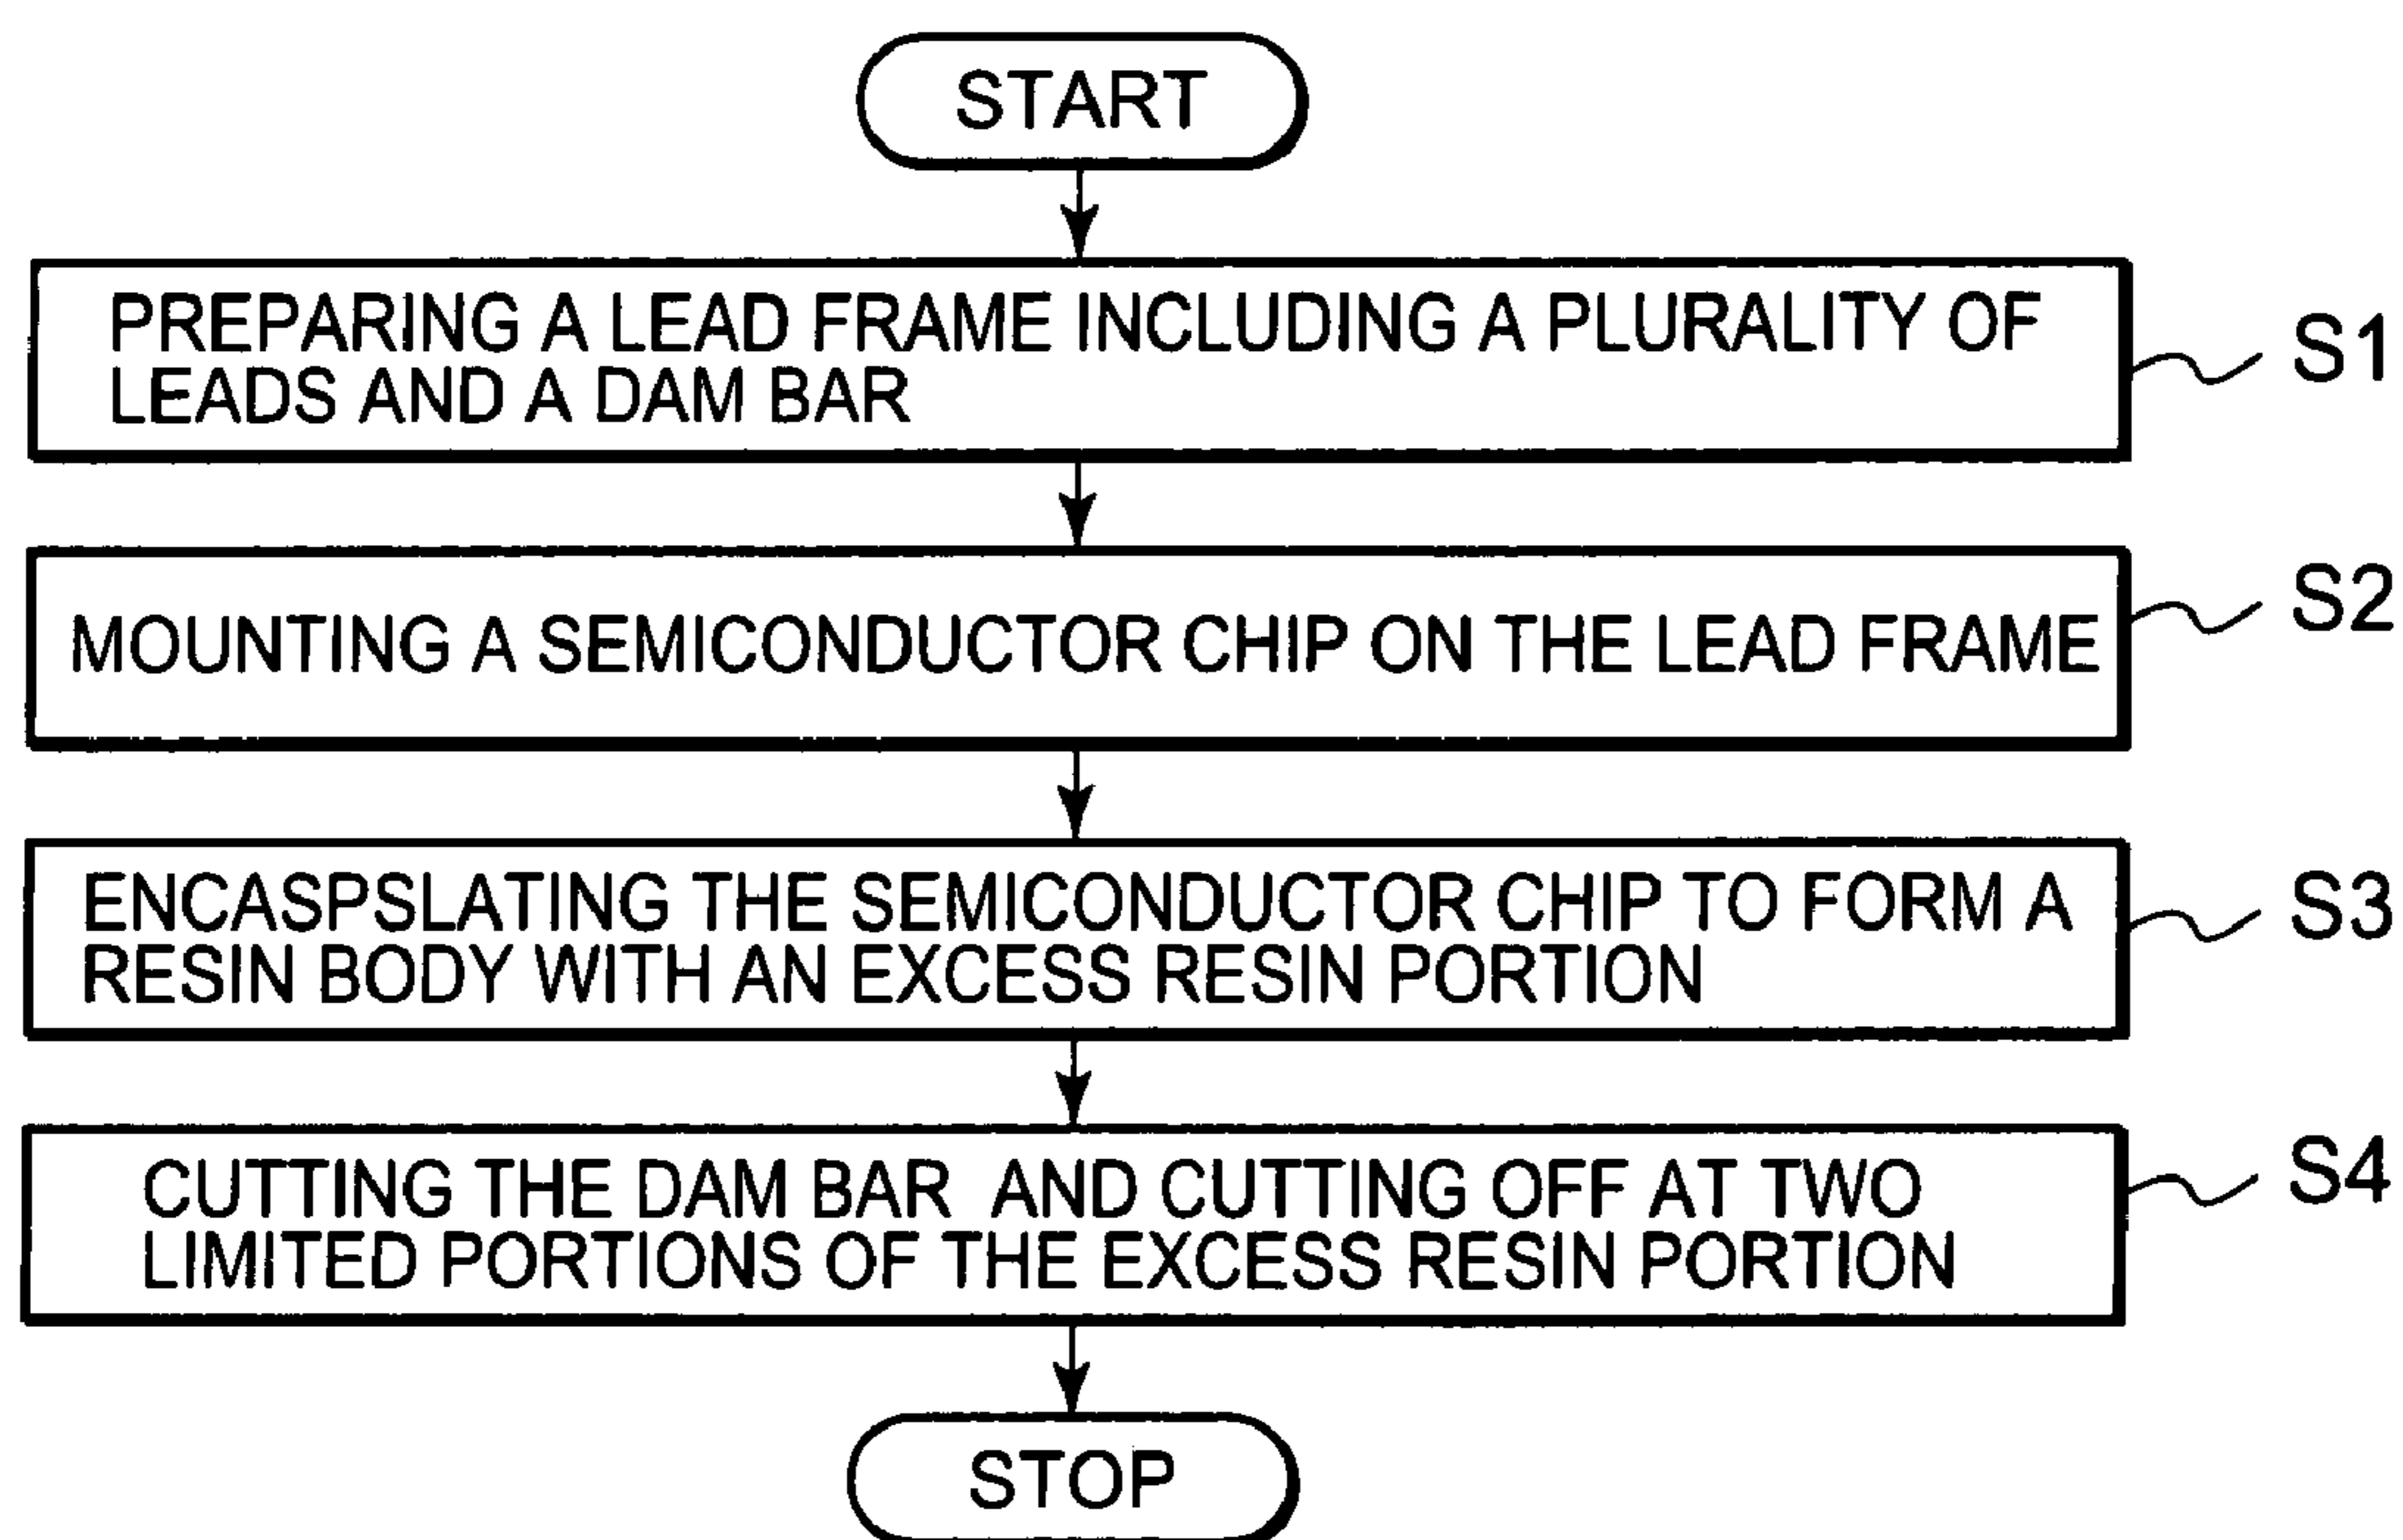 START
PREPARING A LEAD FRAME INCLUDING A PLURALITY OF
LEADS AND A DAM BAR
S1
MOUNTING A SEMICONDUCTOR CHIP ON THE LEAD FRAME
S2
ENCASPSLATING THE SEMICONDUCTOR CHIP TO FORM A
RESIN BODY WITH AN EXCESS RESIN PORTION
S3
CUTTING THE DAM BAR AND CUTTING OFF AT TWO
LIMITED PORTIONS OF THE EXCESS RESIN PORTION
S4
STOP